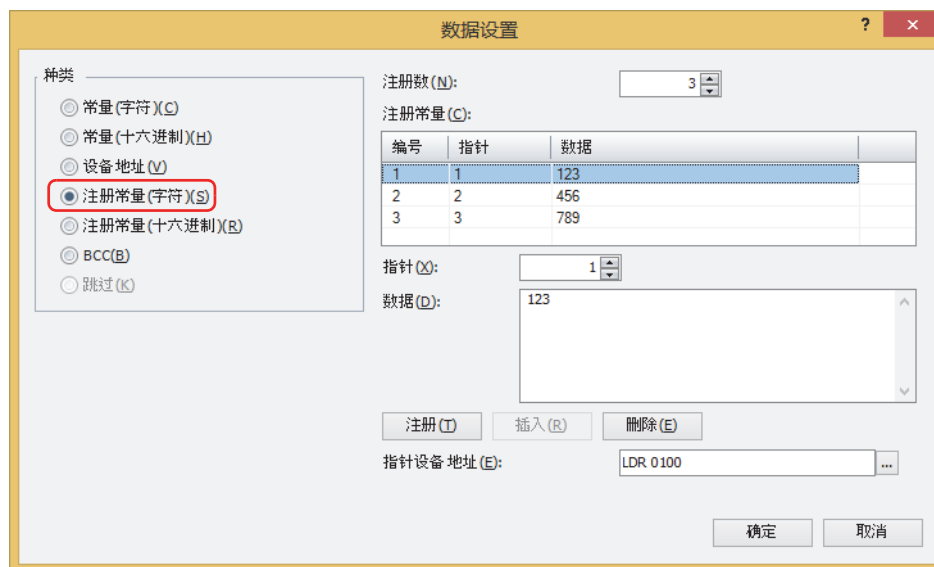 数据设置
?
×
种类
常量(字符)(C)
常量(十六进制)(H)
设备地址(V)
注册常量(字符)(S)
注册常量(十六进制)(R)
BCC(B)
跳过(K)
注册数(N):
3
注册常量(C):
编号 指针 数据
1 1 123
2 2 456
3 3 789
指针(X):
1
数据(D):
123
注册(T) 插入(R) 删除(E)
指针设备地址(E):
LDR 0100
...
确定 取消